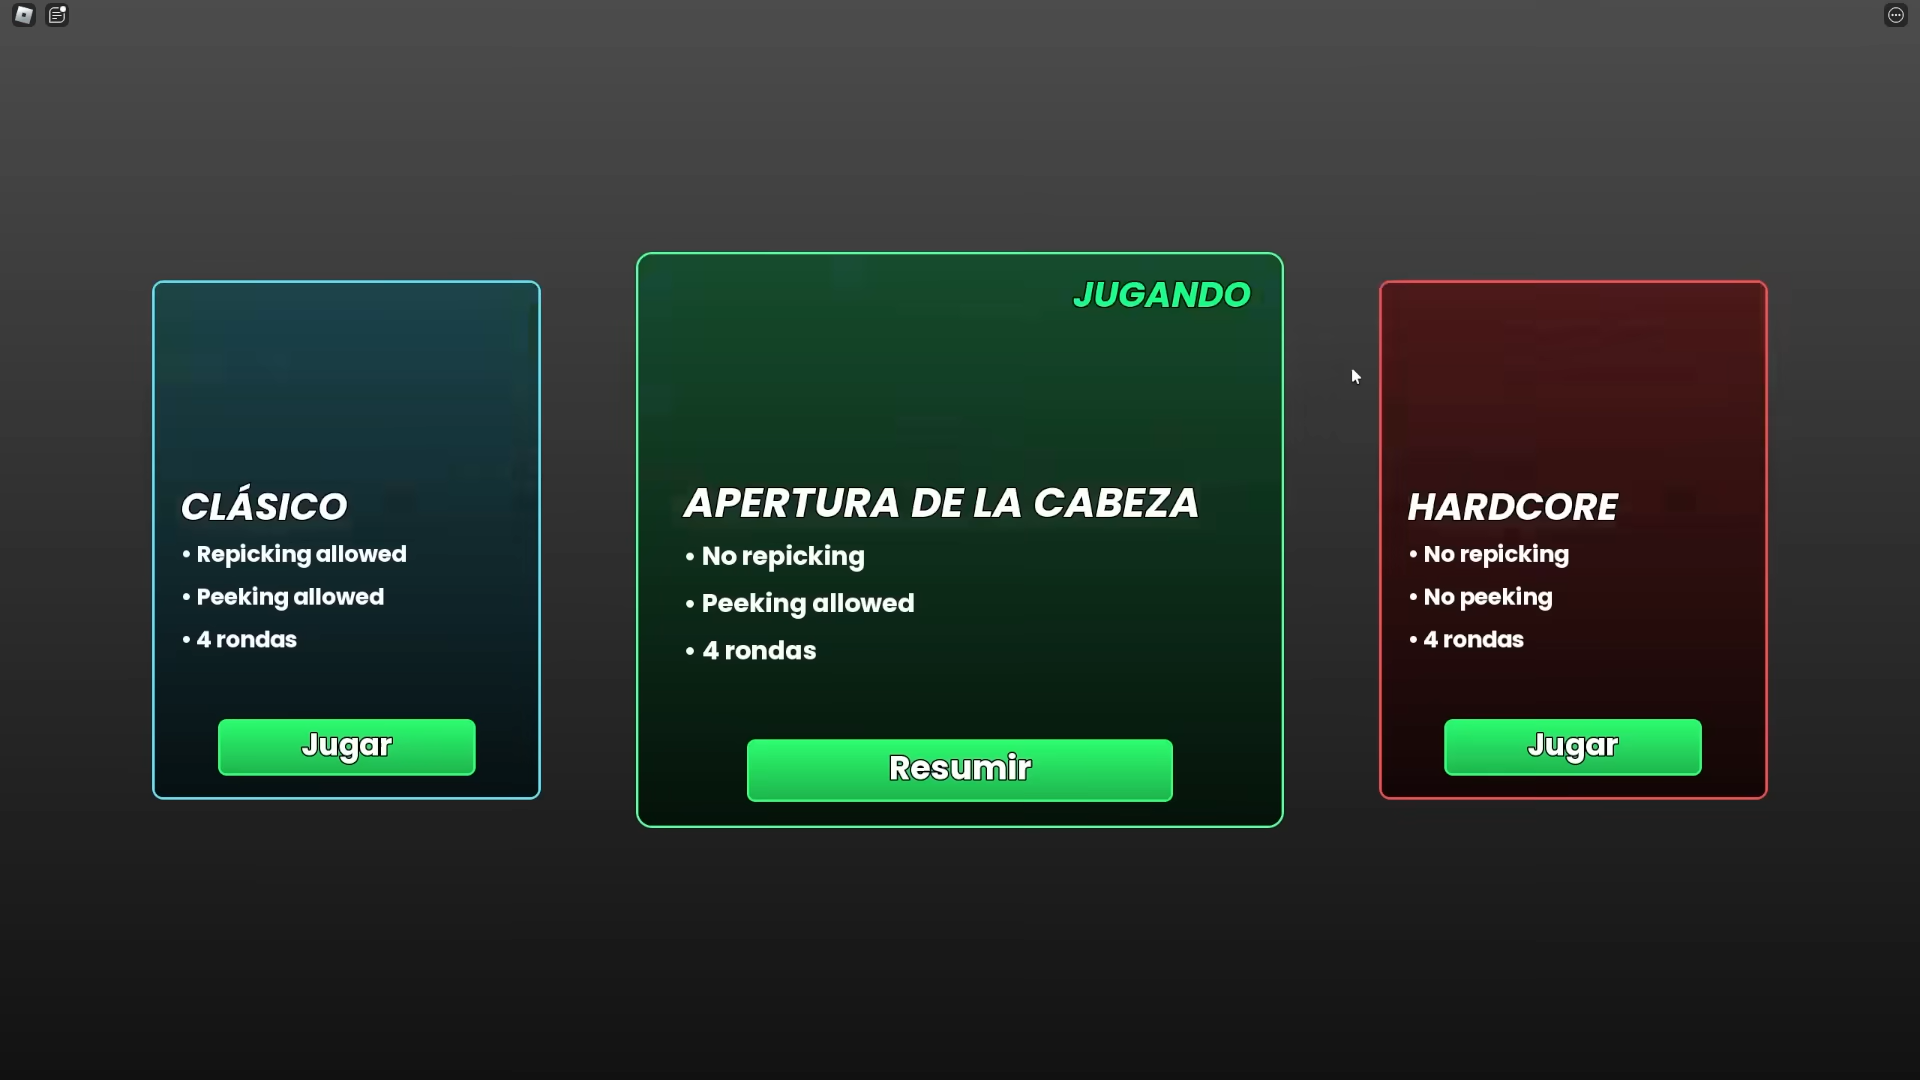 CLÁSICO
• Repicking allowed
• Peeking allowed
• 4 rondas
Jugar
JUGANDO
APERTURA DE LA CABEZA
• No repicking
• Peeking allowed
• 4 rondas
Resumir
HARDCORE
• No repicking
• No peeking
• 4 rondas
Jugar